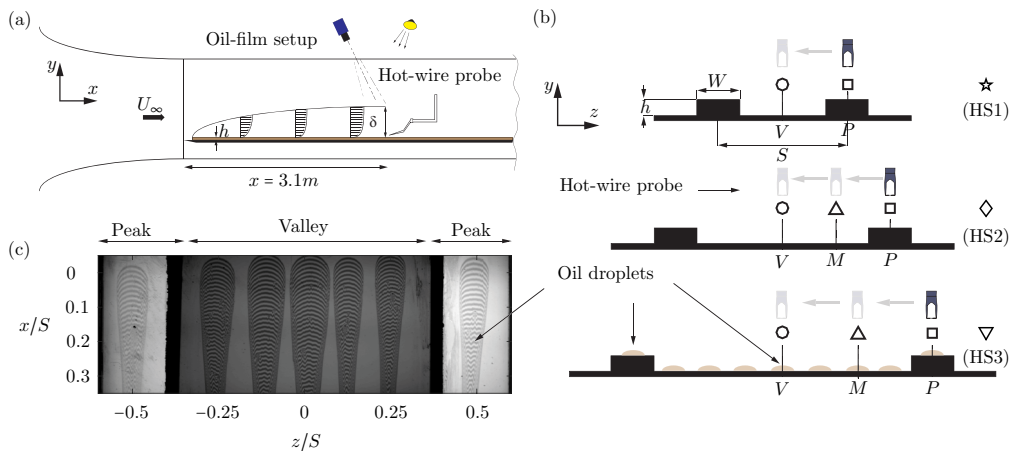 (a)
Oil-film setup
y
x
Hot-wire probe
U∞
h
δ
x = 3.1m
(b)
W
y
h
z
V
P
S
(HS1)
Hot-wire probe
V
M
P
(HS2)
Oil droplets
V
M
P
(HS3)
(c)
Peak
Valley
Peak
x/S
0
0.1
0.2
0.3
−0.5
−0.25
0
0.25
0.5
z/S